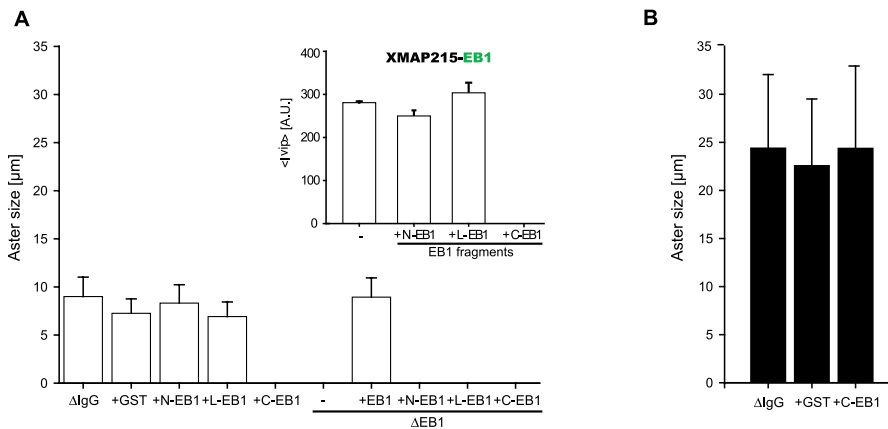 A
Aster size [µm]
35
30
25
20
15
10
5
0
ΔIgG +GST +N-EB1 +L-EB1 +C-EB1 - +EB1 +N-EB1 +L-EB1 +C-EB1
ΔEB1
XMAP215-EB1
<Ivip> [A.U.]
400
300
200
100
0
- +N-EB1 +L-EB1 +C-EB1
EB1 fragments
B
Aster size [µm]
35
30
25
20
15
10
5
0
ΔIgG +GST +C-EB1